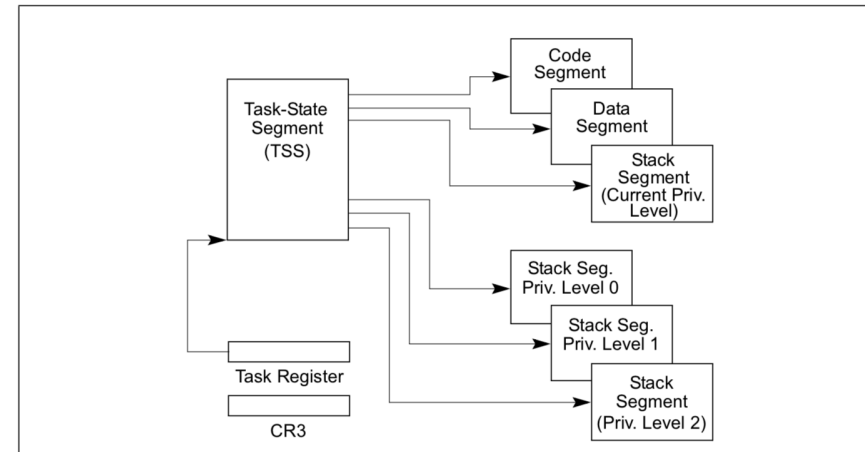 Task-State
Segment
(TSS)
Code
Segment
Data
Segment
Stack
Segment
(Current Priv.
Level)
Stack Seg.
Priv. Level 0
Stack Seg.
Priv. Level 1
Stack
Segment
(Priv. Level 2)
Task Register
CR3